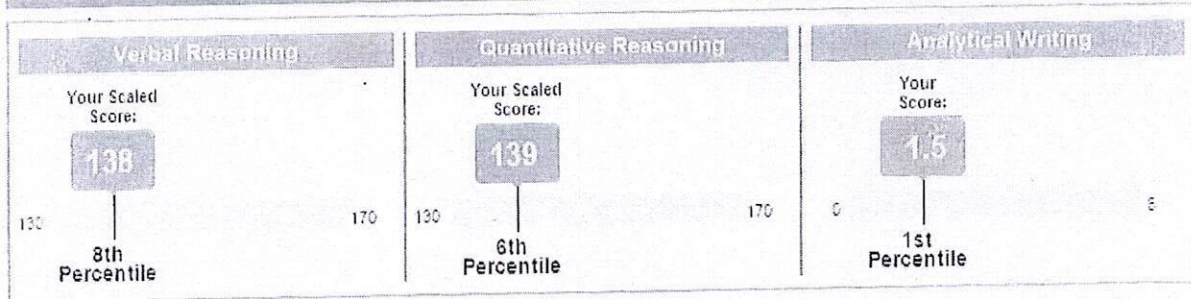 Verbal Reasoning
Your Scaled
Score:
138
130
170
8th
Percentile
Quantitative Reasoning
Your Scaled
Score:
139
130
170
6th
Percentile
Analytical Writing
Your
Score:
1.5
0
6
1st
Percentile